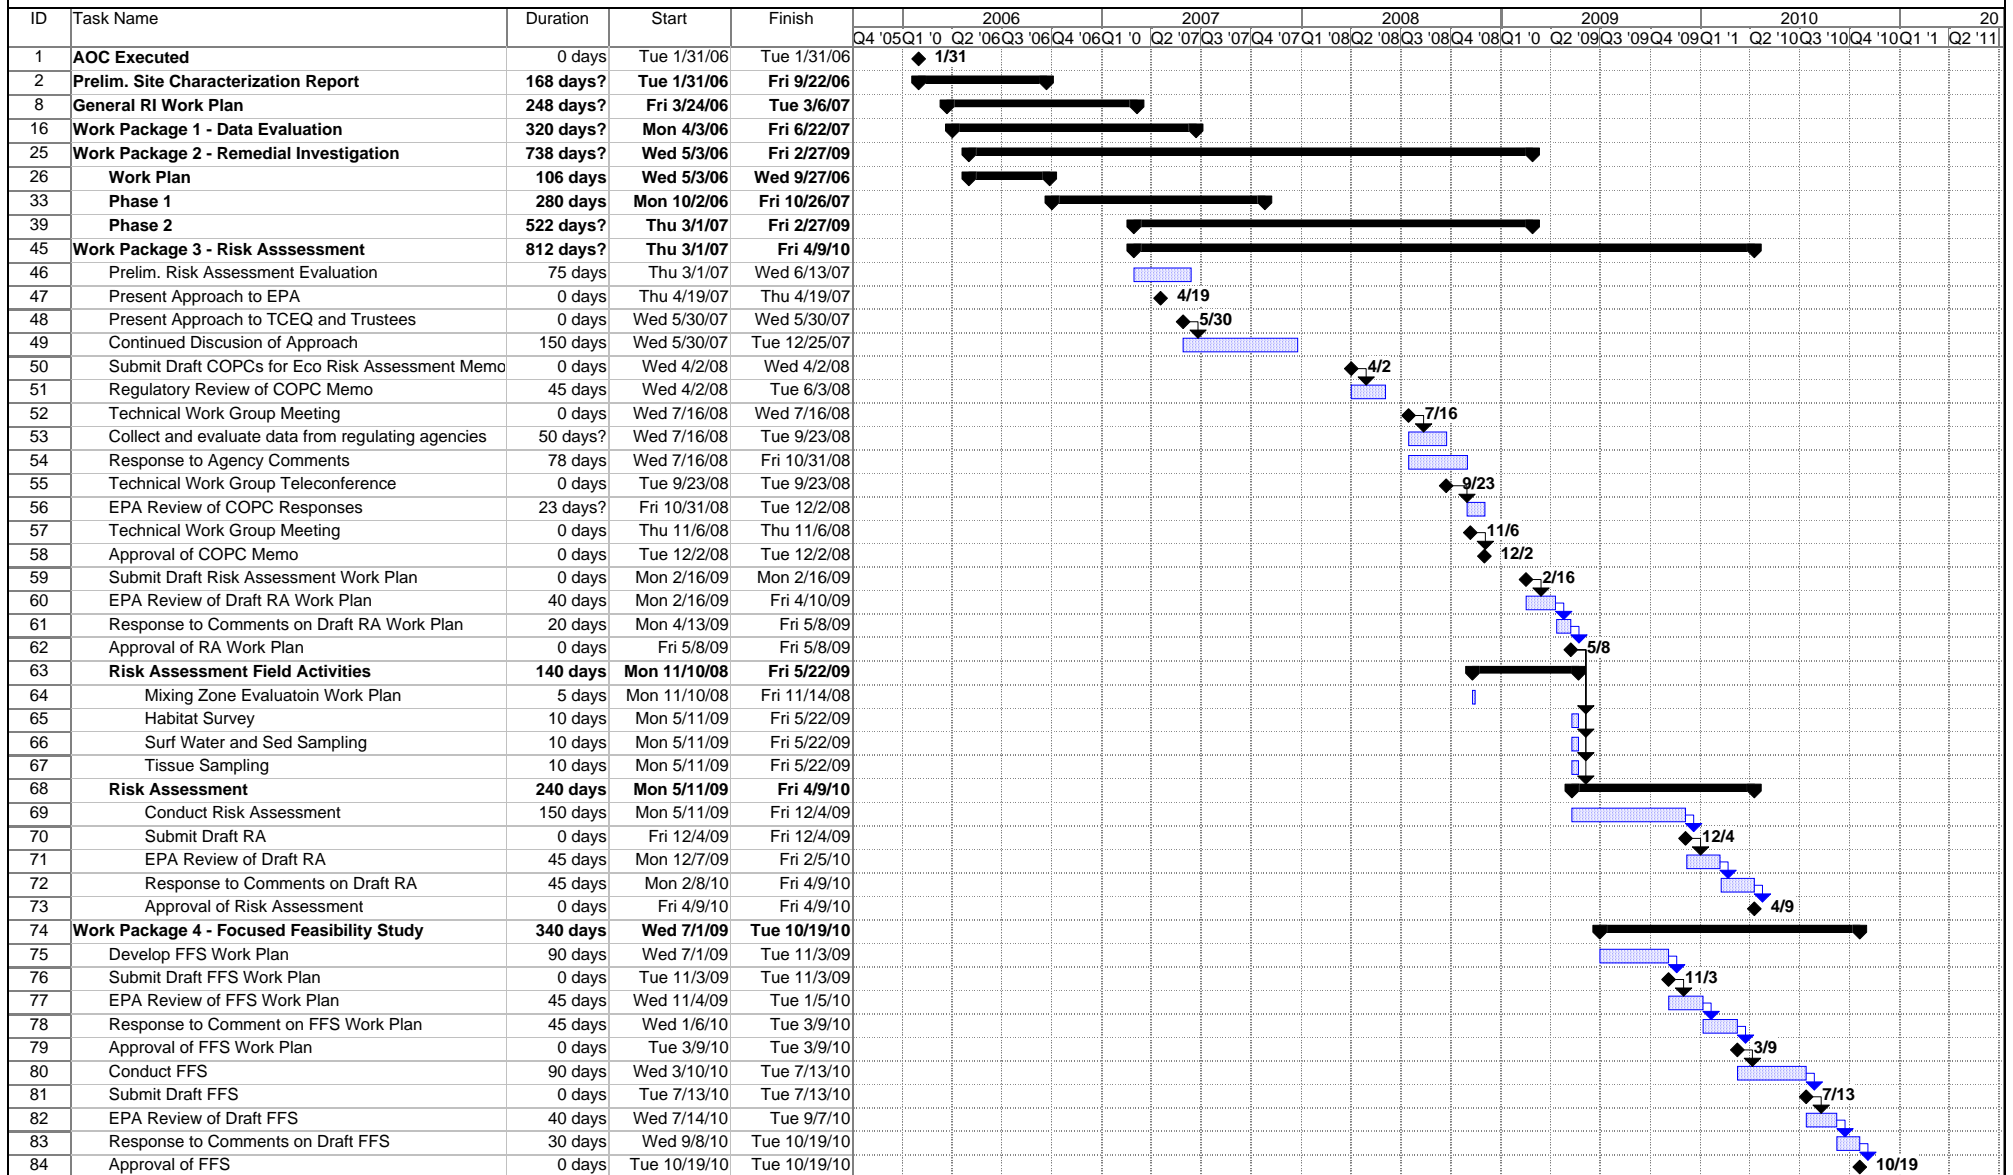 ID Task Name Duration Start Finish 2006 2007 2008 2009 2010 20
Q4 '05 Q1 '0 Q2 '06 Q3 '06 Q4 '06 Q1 '0 Q2 '07 Q3 '07 Q4 '07 Q1 '08 Q2 '08 Q3 '08 Q4 '08 Q1 '0 Q2 '09 Q3 '09 Q4 '09 Q1 '1 Q2 '10 Q3 '10 Q4 '10 Q1 '1 Q2 '11
1 AOC Executed 0 days Tue 1/31/06 Tue 1/31/06 1/31
2 Prelim. Site Characterization Report 168 days? Tue 1/31/06 Fri 9/22/06
8 General RI Work Plan 248 days? Fri 3/24/06 Tue 3/6/07
16 Work Package 1 - Data Evaluation 320 days? Mon 4/3/06 Fri 6/22/07
25 Work Package 2 - Remedial Investigation 738 days? Wed 5/3/06 Fri 2/27/09
26 Work Plan 106 days Wed 5/3/06 Wed 9/27/06
33 Phase 1 280 days Mon 10/2/06 Fri 10/26/07
39 Phase 2 522 days? Thu 3/1/07 Fri 2/27/09
45 Work Package 3 - Risk Asssessment 812 days? Thu 3/1/07 Fri 4/9/10
46 Prelim. Risk Assessment Evaluation 75 days Thu 3/1/07 Wed 6/13/07
47 Present Approach to EPA 0 days Thu 4/19/07 Thu 4/19/07 4/19
48 Present Approach to TCEQ and Trustees 0 days Wed 5/30/07 Wed 5/30/07 5/30
49 Continued Discusion of Approach 150 days Wed 5/30/07 Tue 12/25/07
50 Submit Draft COPCs for Eco Risk Assessment Memo 0 days Wed 4/2/08 Wed 4/2/08 4/2
51 Regulatory Review of COPC Memo 45 days Wed 4/2/08 Tue 6/3/08
52 Technical Work Group Meeting 0 days Wed 7/16/08 Wed 7/16/08 7/16
53 Collect and evaluate data from regulating agencies 50 days? Wed 7/16/08 Tue 9/23/08
54 Response to Agency Comments 78 days Wed 7/16/08 Fri 10/31/08
55 Technical Work Group Teleconference 0 days Tue 9/23/08 Tue 9/23/08 9/23
56 EPA Review of COPC Responses 23 days? Fri 10/31/08 Tue 12/2/08
57 Technical Work Group Meeting 0 days Thu 11/6/08 Thu 11/6/08 11/6
58 Approval of COPC Memo 0 days Tue 12/2/08 Tue 12/2/08 12/2
59 Submit Draft Risk Assessment Work Plan 0 days Mon 2/16/09 Mon 2/16/09 2/16
60 EPA Review of Draft RA Work Plan 40 days Mon 2/16/09 Fri 4/10/09
61 Response to Comments on Draft RA Work Plan 20 days Mon 4/13/09 Fri 5/8/09
62 Approval of RA Work Plan 0 days Fri 5/8/09 Fri 5/8/09 5/8
63 Risk Assessment Field Activities 140 days Mon 11/10/08 Fri 5/22/09
64 Mixing Zone Evaluatoin Work Plan 5 days Mon 11/10/08 Fri 11/14/08
65 Habitat Survey 10 days Mon 5/11/09 Fri 5/22/09
66 Surf Water and Sed Sampling 10 days Mon 5/11/09 Fri 5/22/09
67 Tissue Sampling 10 days Mon 5/11/09 Fri 5/22/09
68 Risk Assessment 240 days Mon 5/11/09 Fri 4/9/10
69 Conduct Risk Assessment 150 days Mon 5/11/09 Fri 12/4/09
70 Submit Draft RA 0 days Fri 12/4/09 Fri 12/4/09 12/4
71 EPA Review of Draft RA 45 days Mon 12/7/09 Fri 2/5/10
72 Response to Comments on Draft RA 45 days Mon 2/8/10 Fri 4/9/10
73 Approval of Risk Assessment 0 days Fri 4/9/10 Fri 4/9/10 4/9
74 Work Package 4 - Focused Feasibility Study 340 days Wed 7/1/09 Tue 10/19/10
75 Develop FFS Work Plan 90 days Wed 7/1/09 Tue 11/3/09
76 Submit Draft FFS Work Plan 0 days Tue 11/3/09 Tue 11/3/09 11/3
77 EPA Review of FFS Work Plan 45 days Wed 11/4/09 Tue 1/5/10
78 Response to Comment on FFS Work Plan 45 days Wed 1/6/10 Tue 3/9/10
79 Approval of FFS Work Plan 0 days Tue 3/9/10 Tue 3/9/10 3/9
80 Conduct FFS 90 days Wed 3/10/10 Tue 7/13/10
81 Submit Draft FFS 0 days Tue 7/13/10 Tue 7/13/10 7/13
82 EPA Review of Draft FFS 40 days Wed 7/14/10 Tue 9/7/10
83 Response to Comments on Draft FFS 30 days Wed 9/8/10 Tue 10/19/10
84 Approval of FFS 0 days Tue 10/19/10 Tue 10/19/10 10/19